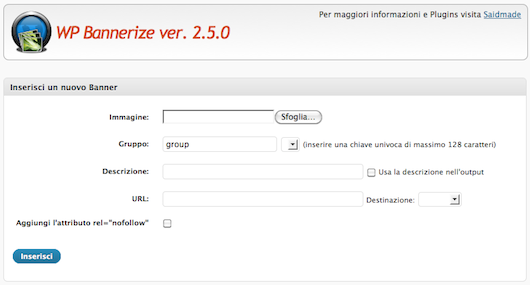 Per maggiori informazioni e Plugins visita Saidmade
WP Bannerize ver. 2.5.0
Inserisci un nuovo Banner
Immagine: Sfoglia...
Gruppo: group (inserire una chiave univoca di massimo 128 caratteri)
Descrizione: Usa la descrizione nell'output
URL: Destinazione:
Aggiungi l'attributo rel="nofollow"
Inserisci